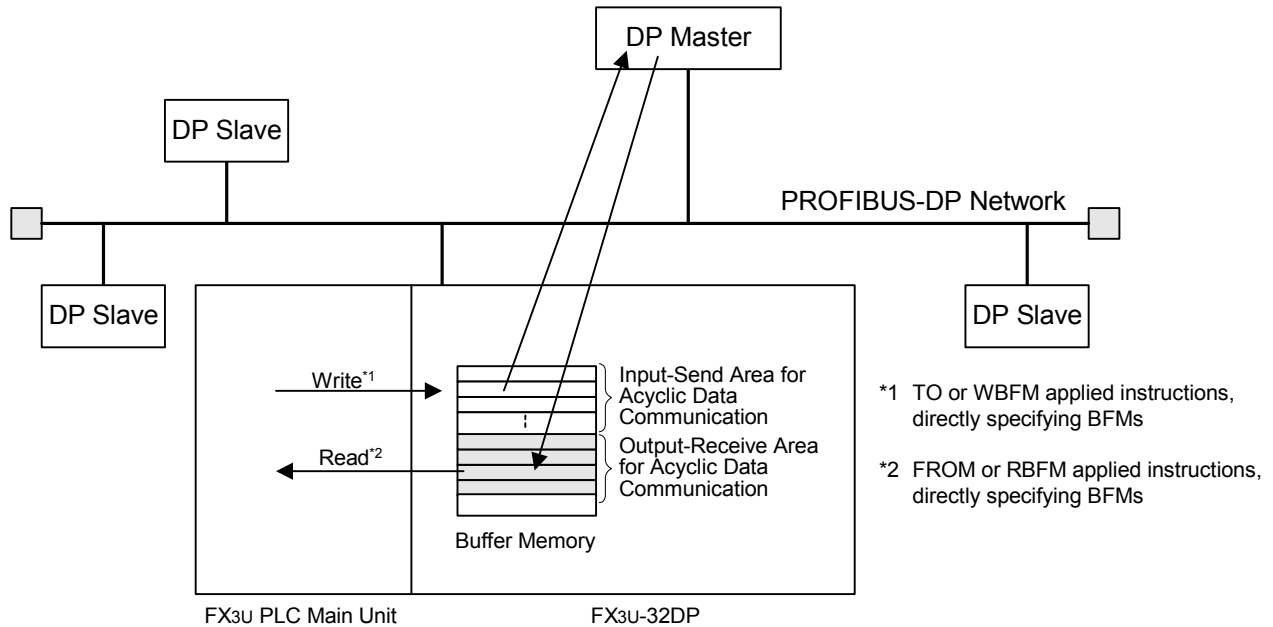 DP Master
DP Slave
PROFIBUS-DP Network
DP Slave
DP Slave
Write*1
Input-Send Area for
Acyclic Data
Communication
Read*2
Output-Receive Area
for Acyclic Data
Communication
Buffer Memory
*1 TO or WBFM applied instructions,
directly specifying BFMs
*2 FROM or RBFM applied instructions,
directly specifying BFMs
FX3U PLC Main Unit
FX3U-32DP